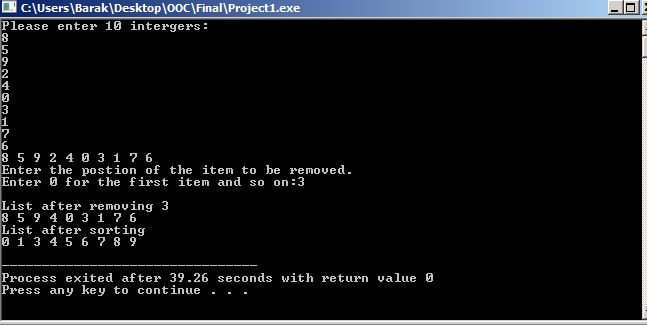 C:\Users\Barak\Desktop\OOC\Final\Project1.exe
Please enter 10 intergers:
8
5
9
2
4
0
3
1
7
6
8 5 9 2 4 0 3 1 7 6
Enter the postion of the item to be removed.
Enter 0 for the first item and so on:3
List after removing 3
8 5 9 4 0 3 1 7 6
List after sorting
0 1 3 4 5 6 7 8 9
--------------------------------
Process exited after 39.26 seconds with return value 0
Press any key to continue . . .